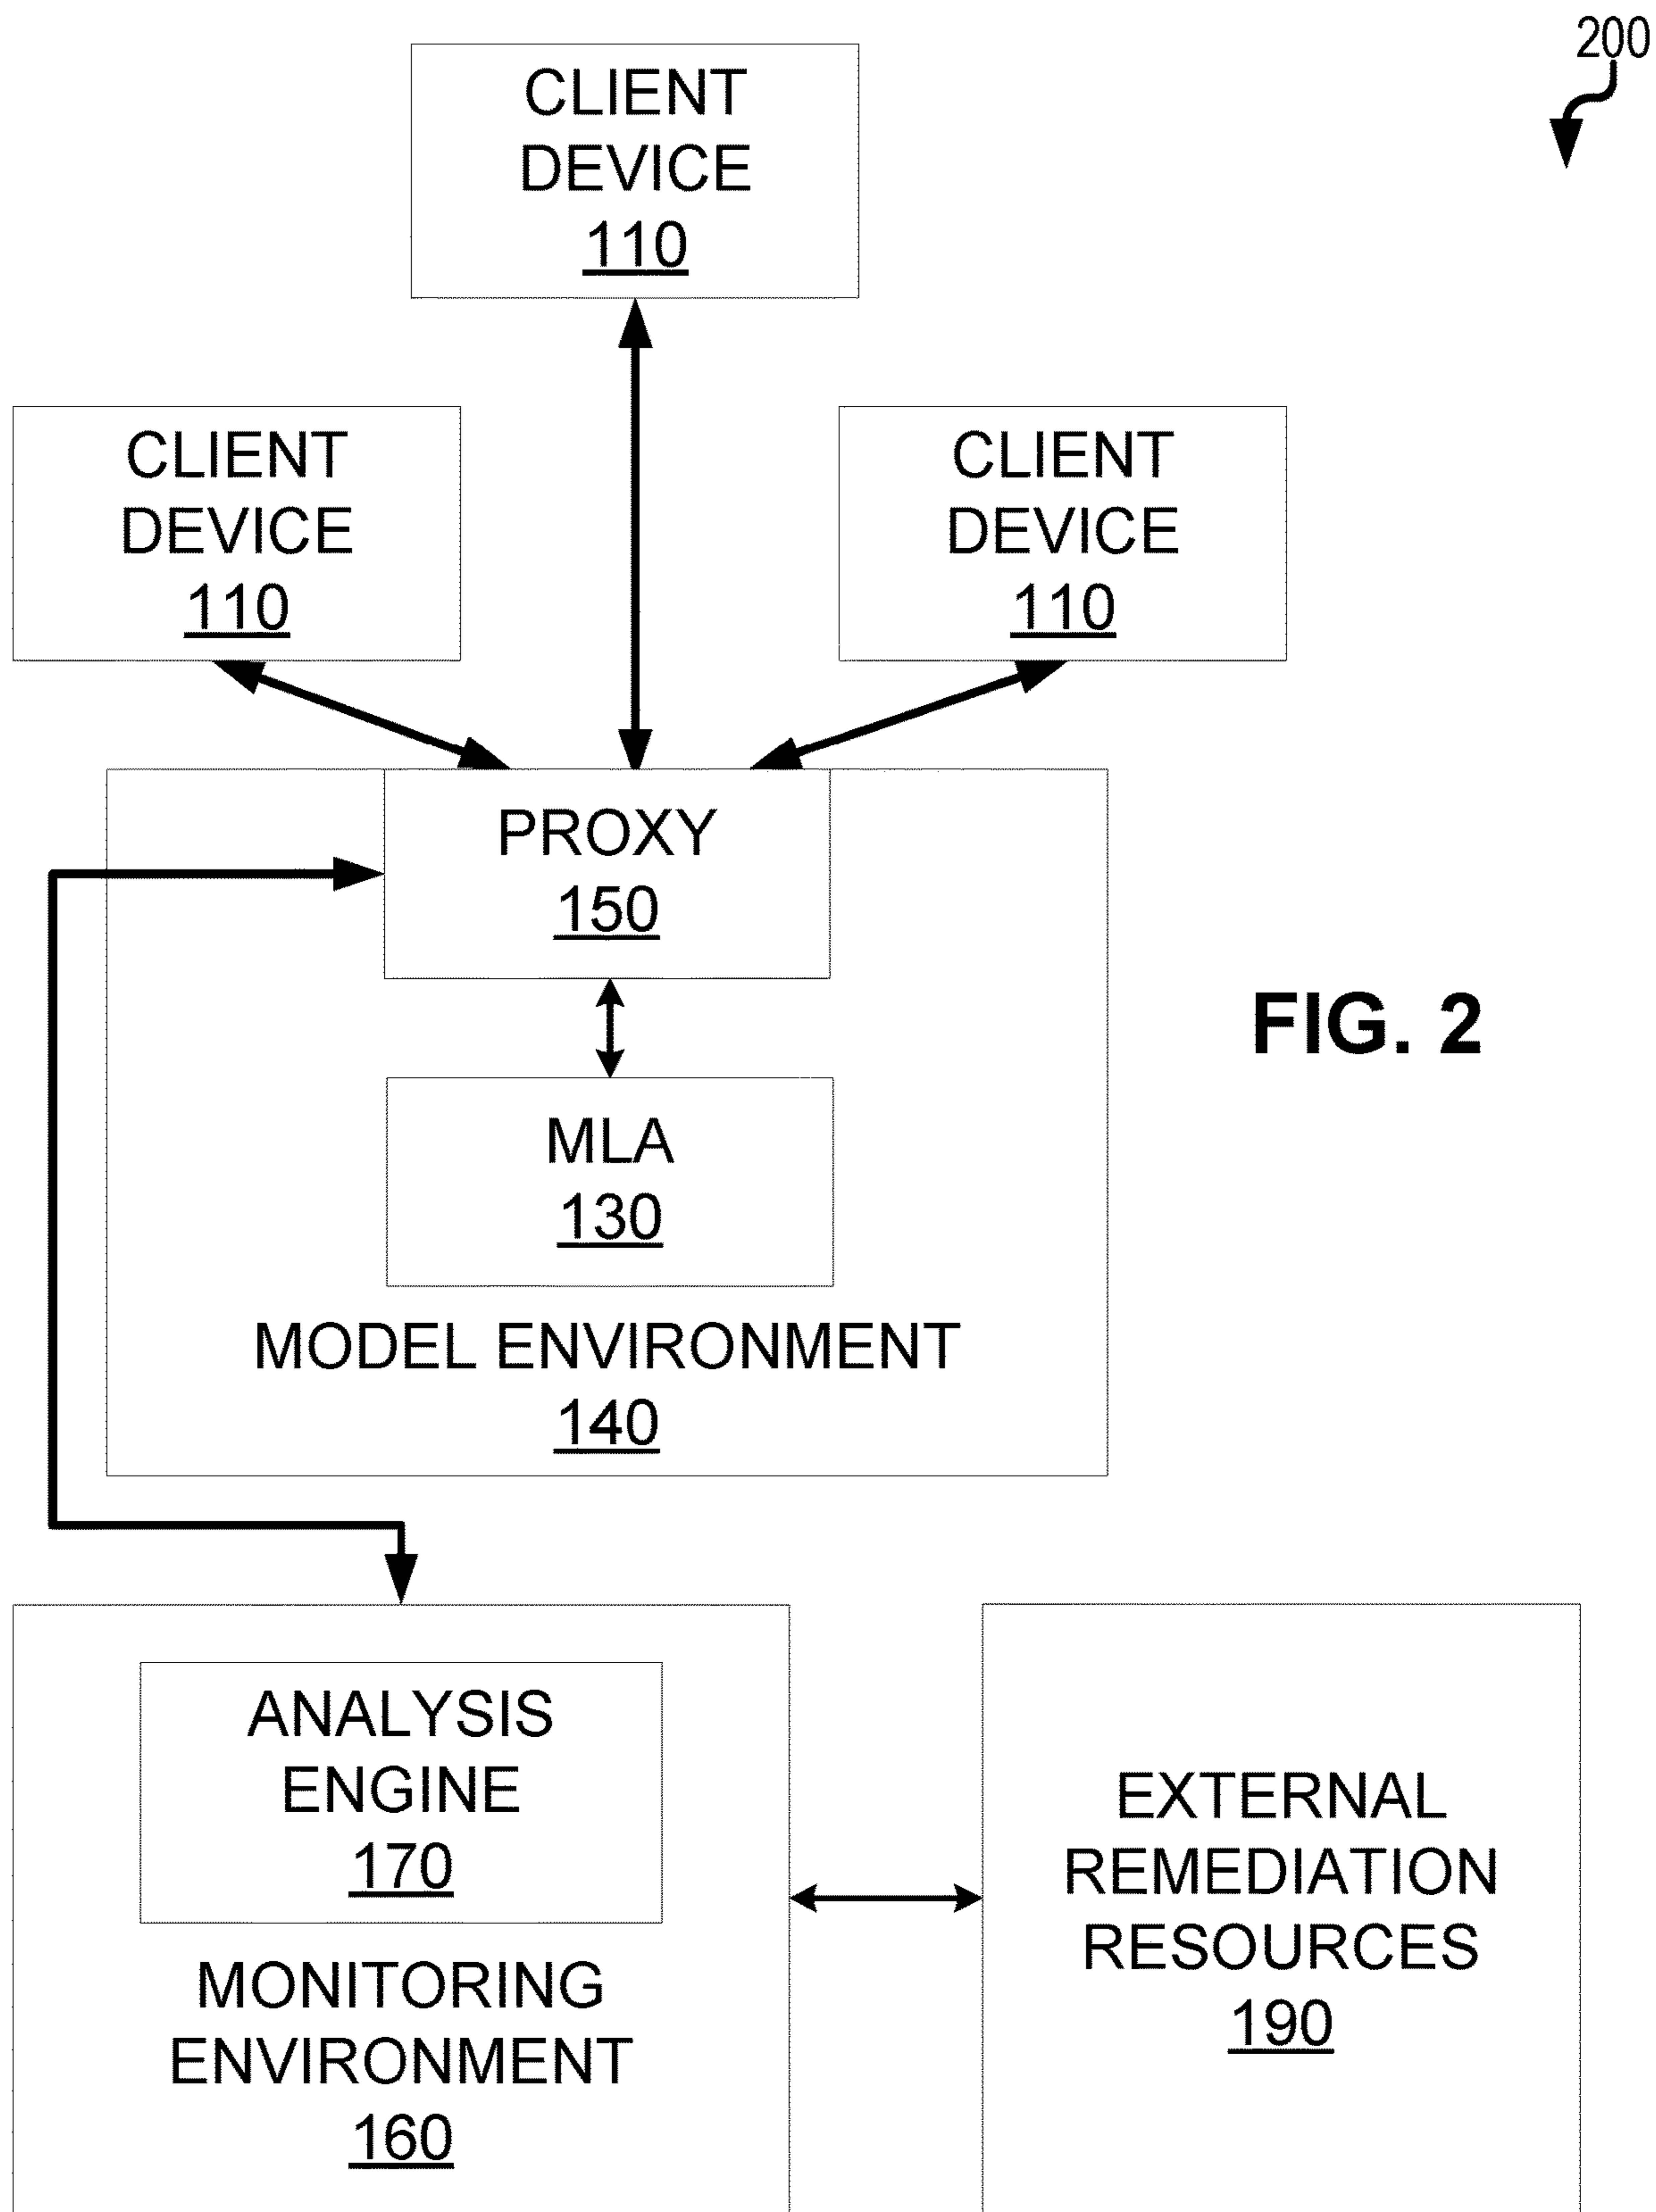 200
CLIENT
DEVICE
110
CLIENT
DEVICE
110
CLIENT
DEVICE
110
PROXY
150
FIG. 2
MLA
130
MODEL ENVIRONMENT
140
ANALYSIS
ENGINE
170
MONITORING
ENVIRONMENT
160
EXTERNAL
REMEDIATION
RESOURCES
190